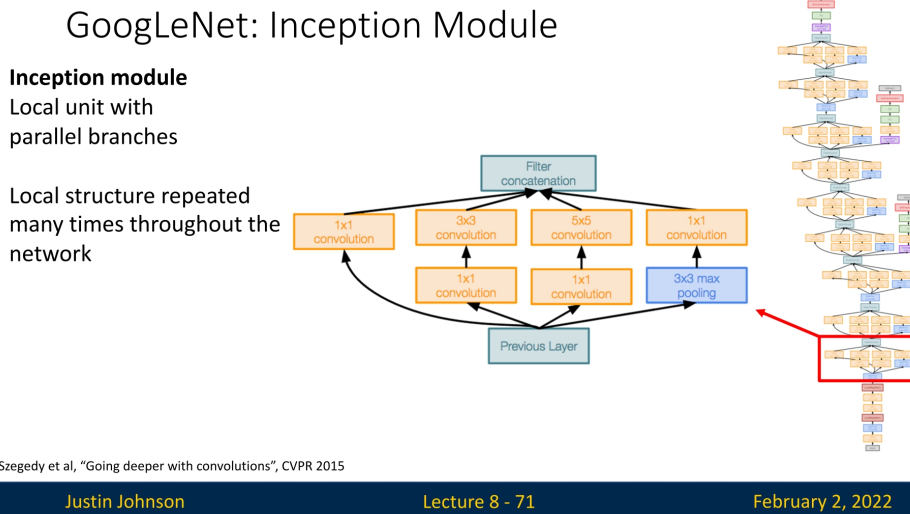 GoogLeNet: Inception Module
Inception module
Local unit with
parallel branches
Local structure repeated
many times throughout the
network
Filter
concatenation
1x1
convolution
3x3
convolution
5x5
convolution
1x1
convolution
1x1
convolution
1x1
convolution
3x3 max
pooling
Previous Layer
Szegedy et al, “Going deeper with convolutions”, CVPR 2015
Justin Johnson
Lecture 8 - 71
February 2, 2022